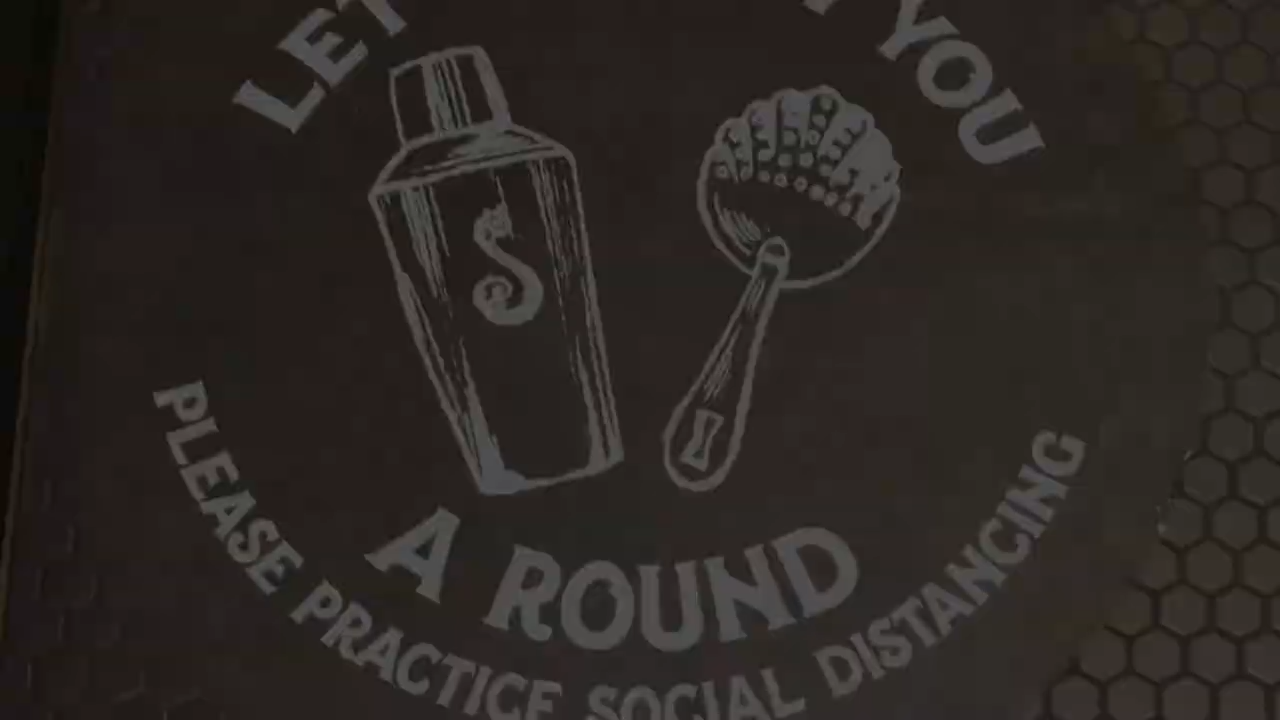 LET
YOU
S
A ROUND
PLEASE PRACTICE SOCIAL DISTANCING